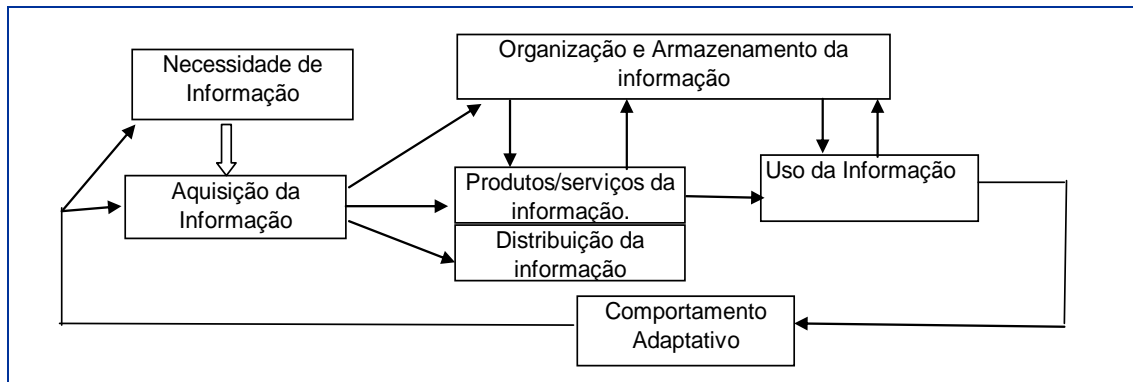 Necessidade de
Informação
Organização e Armazenamento da
informação
Aquisição da
Informação
Produtos/serviços da
informação.
Distribuição da
informação
Uso da Informação
Comportamento
Adaptativo